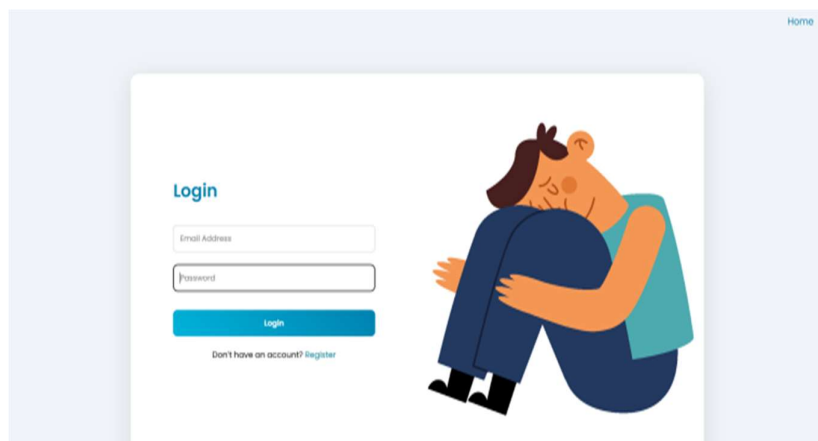 Home
Login
Email Address
Password
Login
Don't have an account? Register